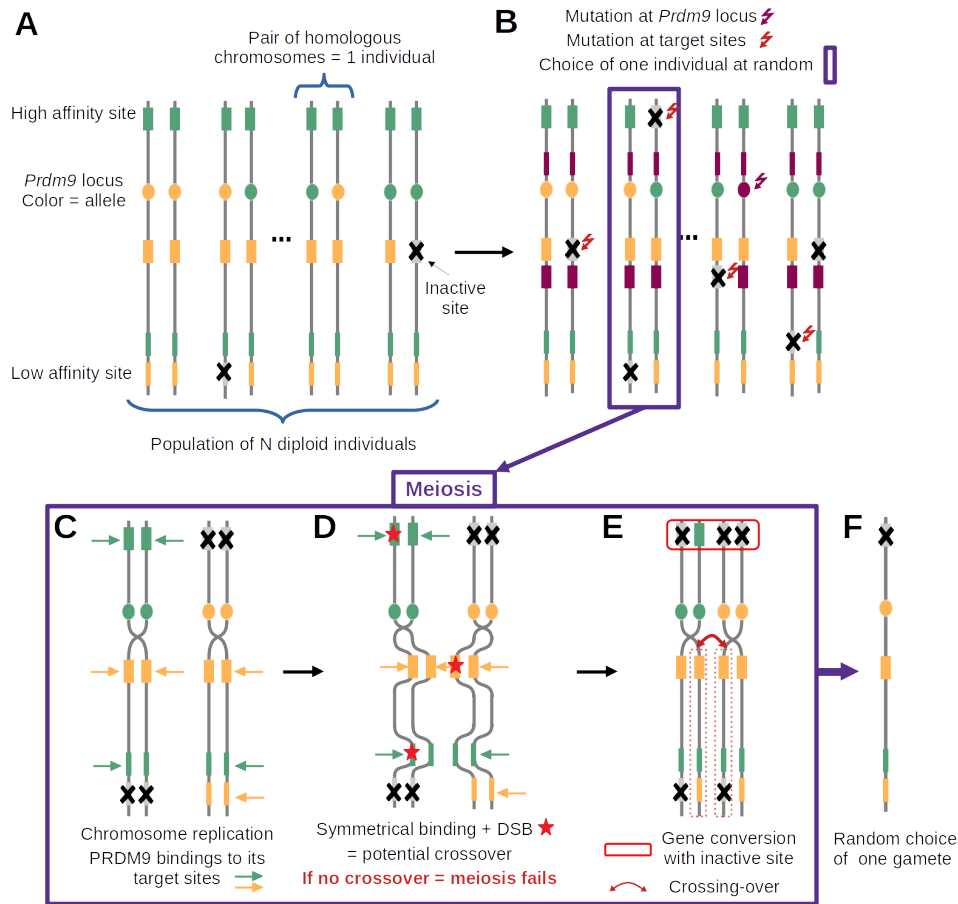 A
Pair of homologous
chromosomes = 1 individual
High affinity site
Prdm9 locus
Color = allele
...
Inactive
site
Low affinity site
Population of N diploid individuals
B
Mutation at Prdm9 locus
Mutation at target sites
Choice of one individual at random
...
Meiosis
C
Chromosome replication
PRDM9 bindings to its
target sites
D
Symmetrical binding + DSB
= potential crossover
If no crossover = meiosis fails
E
Gene conversion
with inactive site
Crossing-over
F
Random choice
of one gamete